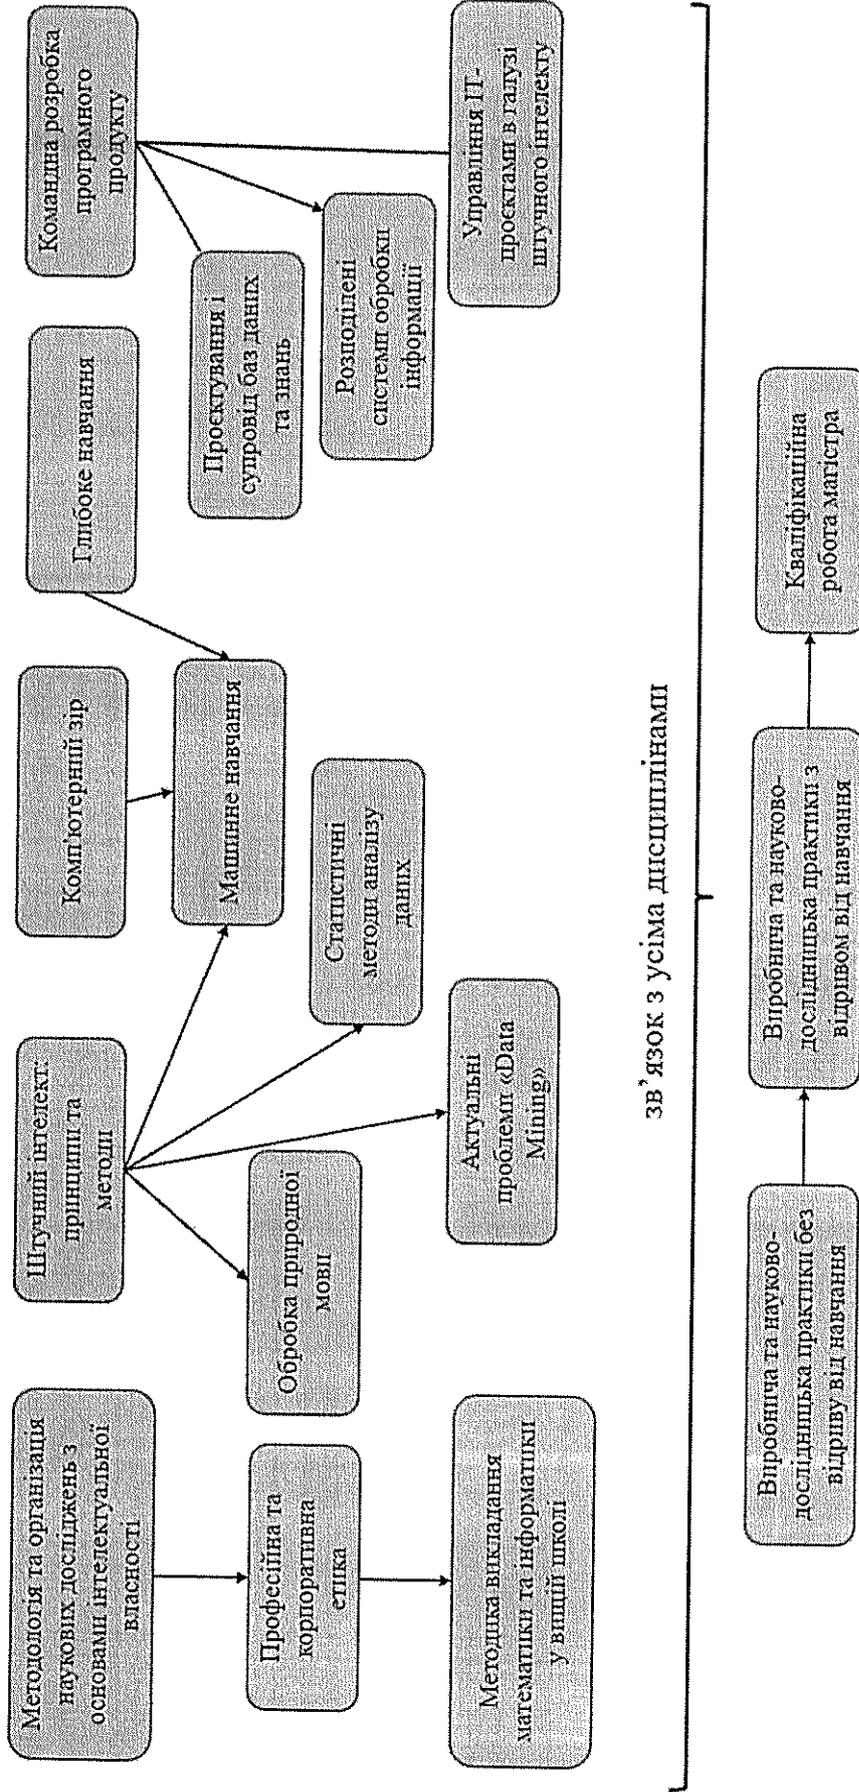 Методологія та організація
наукових досліджень з
основами інтелектуальної
власності
Професійна та
корпоративна
етика
Методика викладання
математики та інформатики
у вищій школі
Штучний інтелект:
принципи та
методи
Обробка природної
мови
Актуальні
проблеми «Data
Mining»
Статистичні
методи аналізу
даних
Комп'ютерний зір
Машинне навчання
Глибоке навчання
Командна розробка
програмного
продукту
Проєктування і
супровід баз даних
та знань
Розподілені
системи обробки
інформації
Управління ІТ-
проєктами в галузі
штучного інтелекту
зв’язок з усіма дисциплінами
Виробнича та науково-
дослідницька практики без
відриву від навчання
Виробнича та науково-
дослідницька практики з
відривом від навчання
Кваліфікаційна
робота магістра